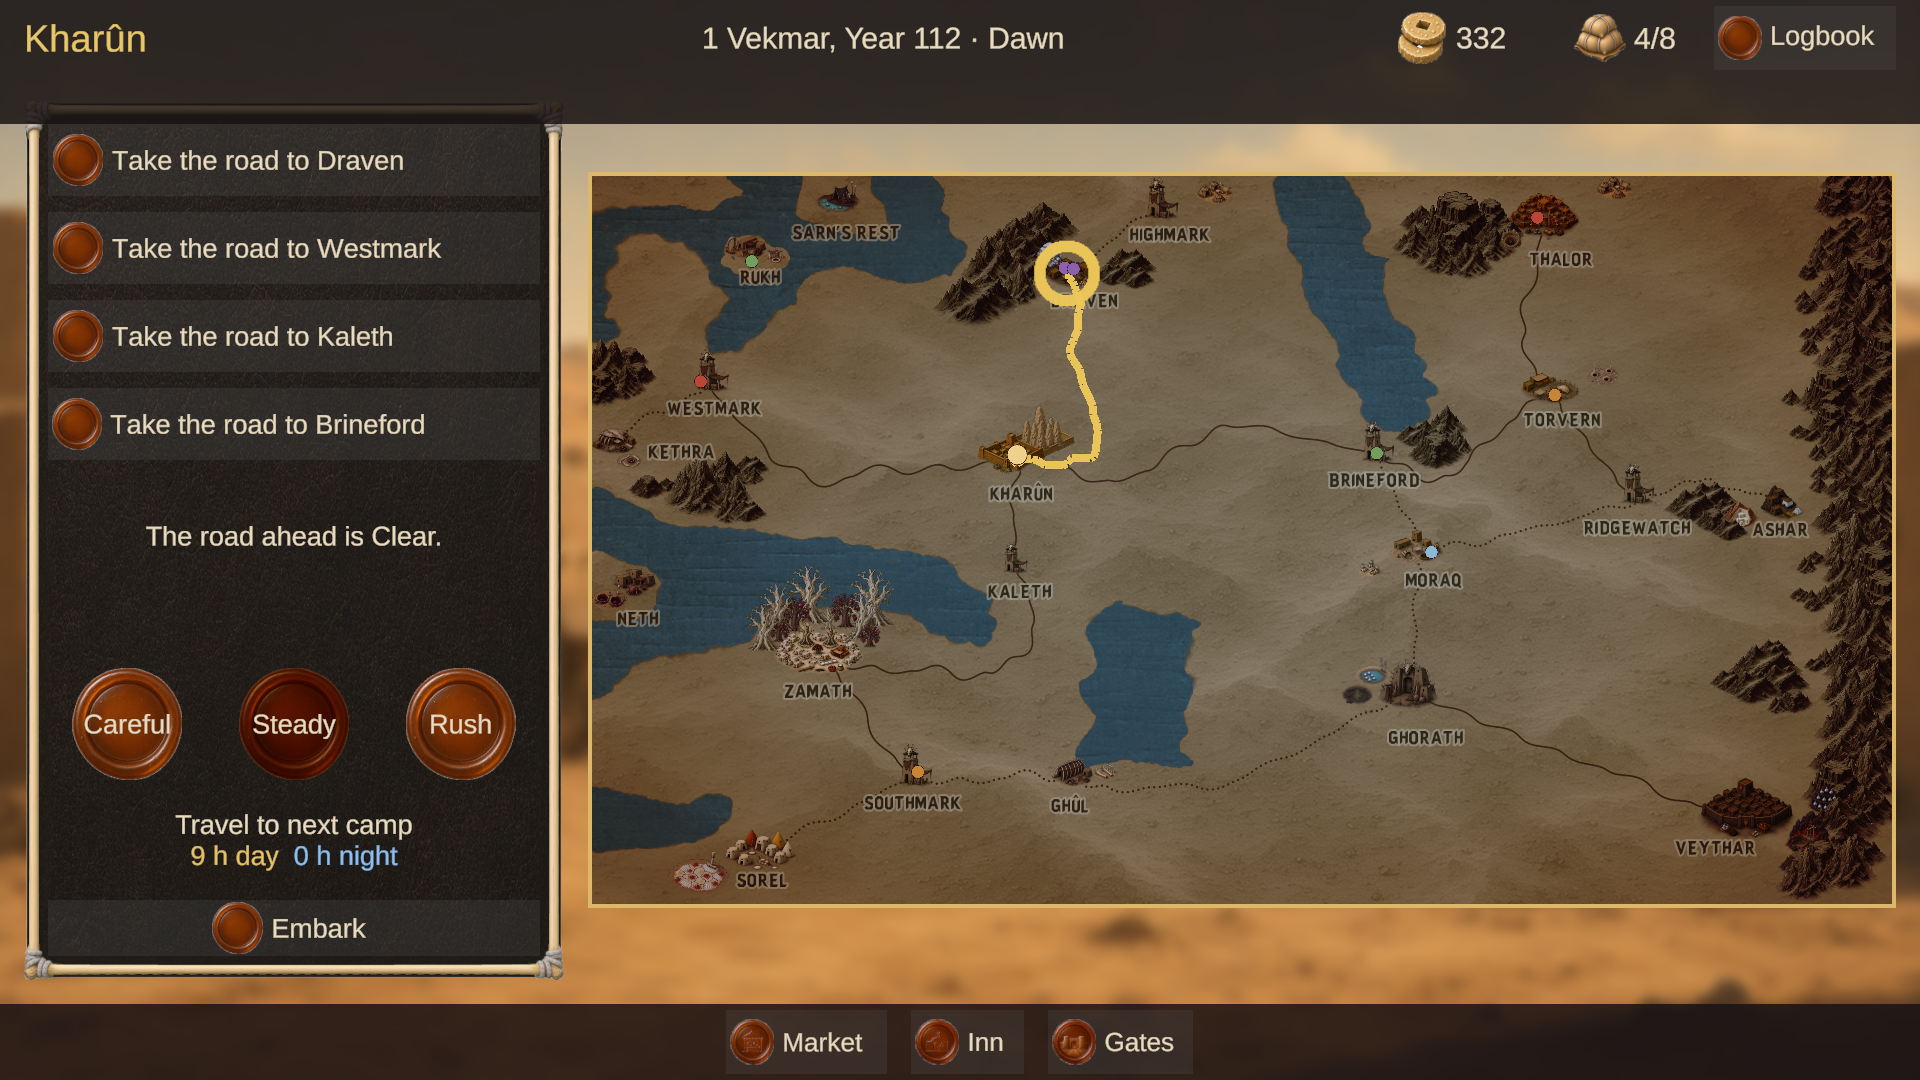 Kharûn
1 Vekmar, Year 112 · Dawn
332
4/8
Logbook
Take the road to Draven
Take the road to Westmark
Take the road to Kaleth
Take the road to Brineford
The road ahead is Clear.
Careful
Steady
Rush
Travel to next camp
9 h day 0 h night
Embark
SARN'S REST
HIGHMARK
RUKH
THALOR
WESTMARK
TORVERN
KETHRA
BRINEFORD
KHARÛN
RIDGEWATCH
ASHAR
MORAQ
KALETH
NETH
ZAMATH
GHORATH
SOUTHMARK
GHÛL
VEYTHAR
SOREL
Market
Inn
Gates